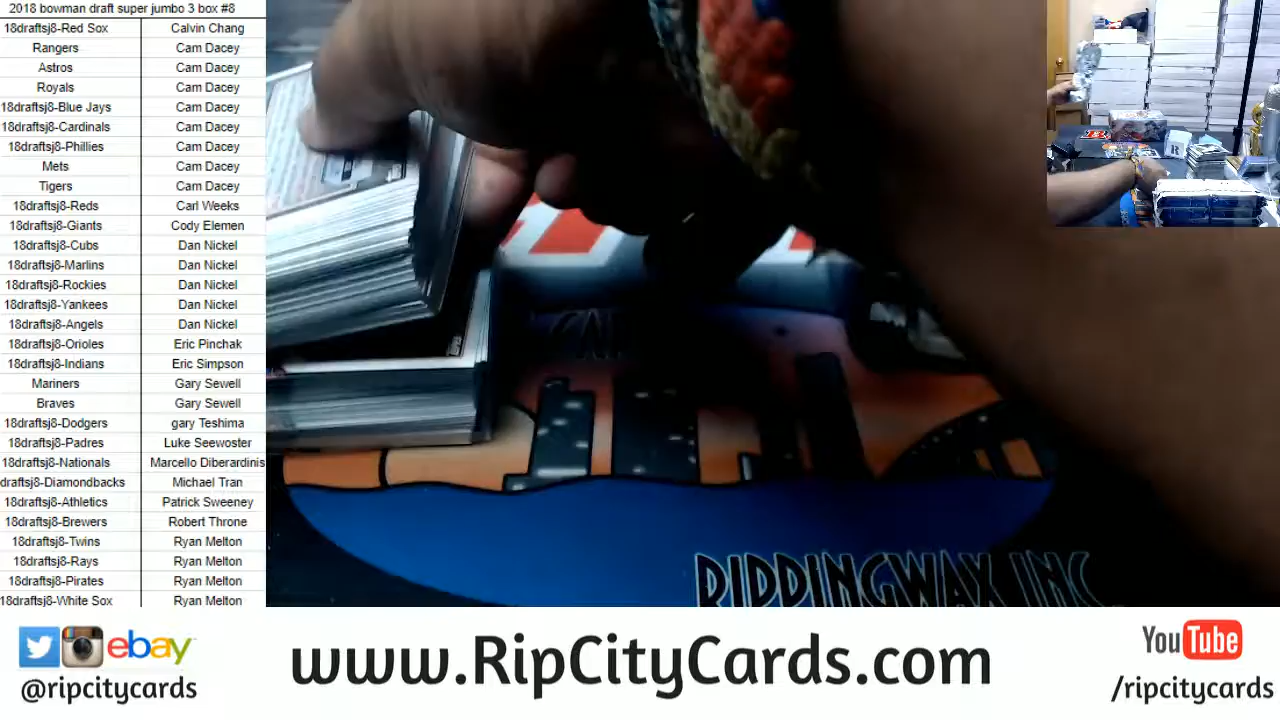 2018 bowman draft super jumbo 3 box #8
18draftsj8-Red Sox Calvin Chang
Rangers Cam Dacey
Astros Cam Dacey
Royals Cam Dacey
18draftsj8-Blue Jays Cam Dacey
18draftsj8-Cardinals Cam Dacey
18draftsj8-Phillies Cam Dacey
Mets Cam Dacey
Tigers Cam Dacey
18draftsj8-Reds Carl Weeks
18draftsj8-Giants Cody Elemen
18draftsj8-Cubs Dan Nickel
18draftsj8-Marlins Dan Nickel
18draftsj8-Rockies Dan Nickel
18draftsj8-Yankees Dan Nickel
18draftsj8-Angels Dan Nickel
18draftsj8-Orioles Eric Pinchak
18draftsj8-Indians Eric Simpson
Mariners Gary Sewell
Braves Gary Sewell
18draftsj8-Dodgers gary Teshima
18draftsj8-Padres Luke Seewoster
18draftsj8-Nationals Marcello Diberardinis
draftsj8-Diamondbacks Michael Tran
18draftsj8-Athletics Patrick Sweeney
18draftsj8-Brewers Robert Throne
18draftsj8-Twins Ryan Melton
18draftsj8-Rays Ryan Melton
18draftsj8-Pirates Ryan Melton
18draftsj8-White Sox Ryan Melton
RIPPINGWAX INC.
ebay
@ripcitycards
www.RipCityCards.com
YouTube
/ripcitycards